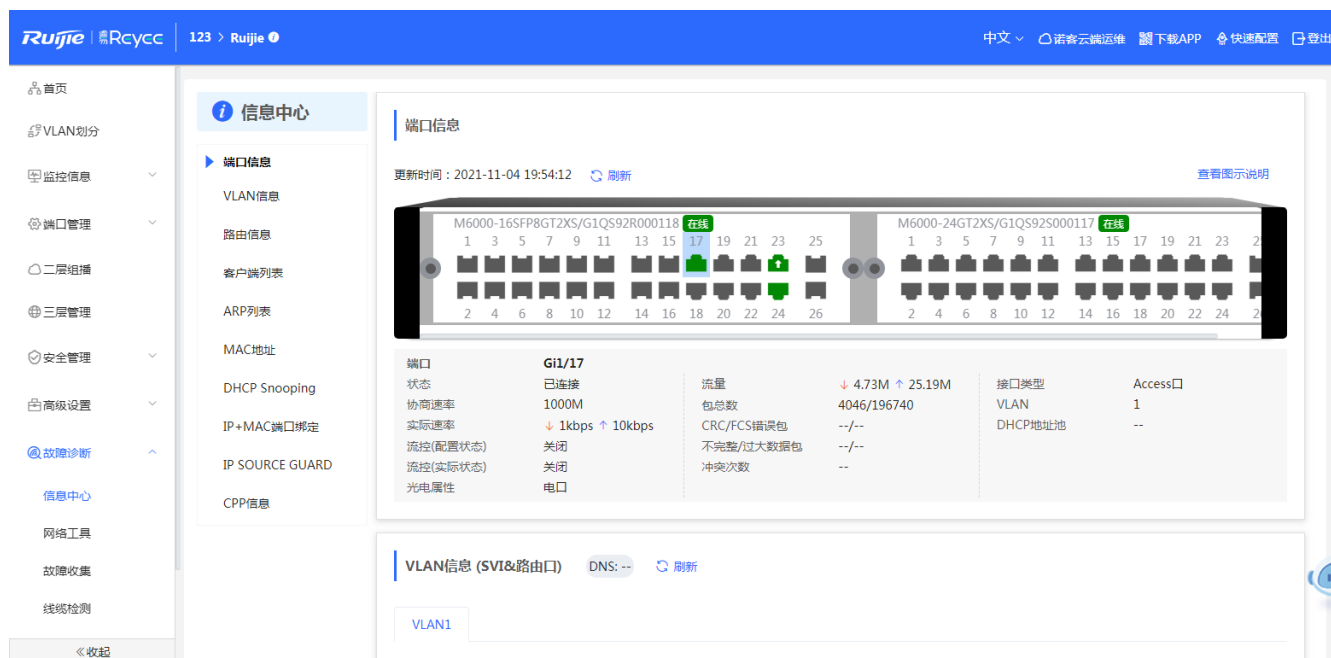 Ruijie Rcycc 123 > Ruijie 中文 诺客云端运维 下载APP 快速配置 登出
首页
VLAN划分
监控信息
端口管理
二层组播
三层管理
安全管理
高级设置
故障诊断
信息中心
网络工具
故障收集
线缆检测
《收起
信息中心
端口信息
VLAN信息
路由信息
客户端列表
ARP列表
MAC地址
DHCP Snooping
IP+MAC端口绑定
IP SOURCE GUARD
CPP信息
端口信息
更新时间：2021-11-04 19:54:12 刷新 查看图示说明
M6000-16SFP8GT2XS/G1QS92R000118 在线
1 3 5 7 9 11 13 15 17 19 21 23 25
2 4 6 8 10 12 14 16 18 20 22 24 26
M6000-24GT2XS/G1QS92S000117 在线
1 3 5 7 9 11 13 15 17 19 21 23
2 4 6 8 10 12 14 16 18 20 22 24
端口 Gi1/17
状态 已连接 流量 ↓ 4.73M ↑ 25.19M 接口类型 Access口
协商速率 1000M 包总数 4046/196740 VLAN 1
实际速率 ↓ 1kbps ↑ 10kbps CRC/FCS错误包 --/-- DHCP地址池 --
流控(配置状态) 关闭 不完整/过大数据包 --/--
流控(实际状态) 关闭 冲突次数 --
光电属性 电口
VLAN信息 (SVI&路由口) DNS: -- 刷新
VLAN1